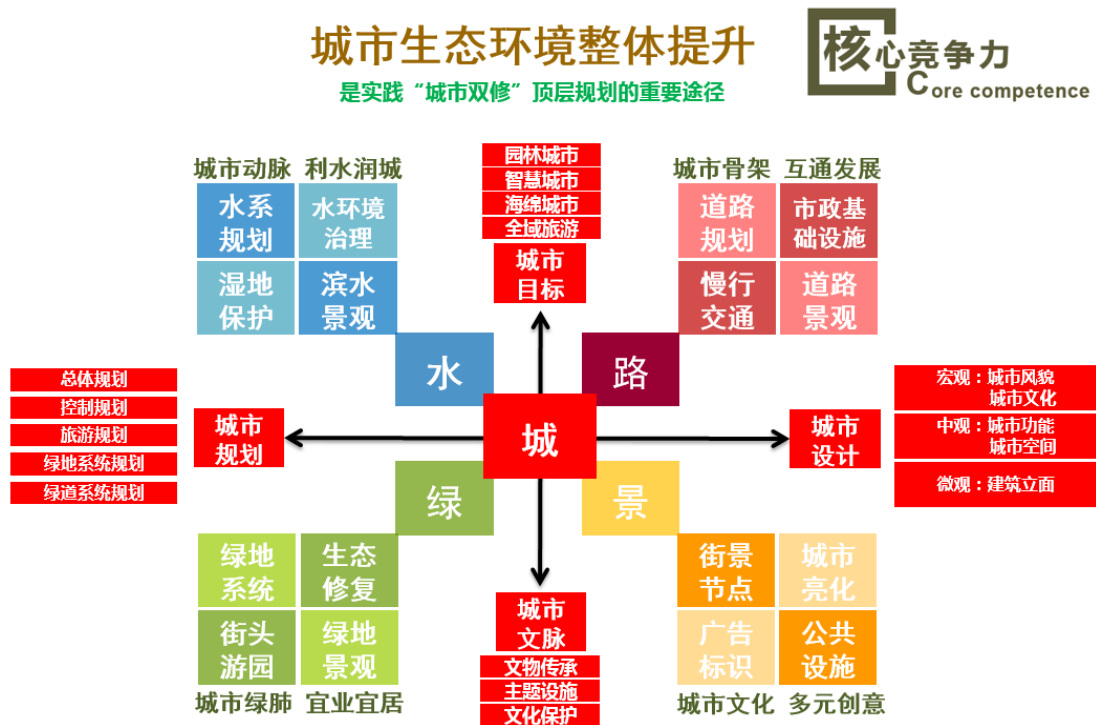 城市生态环境整体提升
是实践“城市双修”顶层规划的重要途径
核心竞争力
Core competence
城市动脉 利水润城
水系
规划
水环境
治理
湿地
保护
滨水
景观
园林城市
智慧城市
海绵城市
全域旅游
城市
目标
城市骨架 互通发展
道路
规划
市政基
础设施
慢行
交通
道路
景观
水
路
总体规划
控制规划
旅游规划
绿地系统规划
绿道系统规划
城市
规划
城
城市
设计
宏观：城市风貌
城市文化
中观：城市功能
城市空间
微观：建筑立面
绿
景
绿地
系统
生态
修复
街头
游园
绿地
景观
城市绿肺 宜业宜居
城市
文脉
文物传承
主题设施
文化保护
街景
节点
城市
亮化
广告
标识
公共
设施
城市文化 多元创意